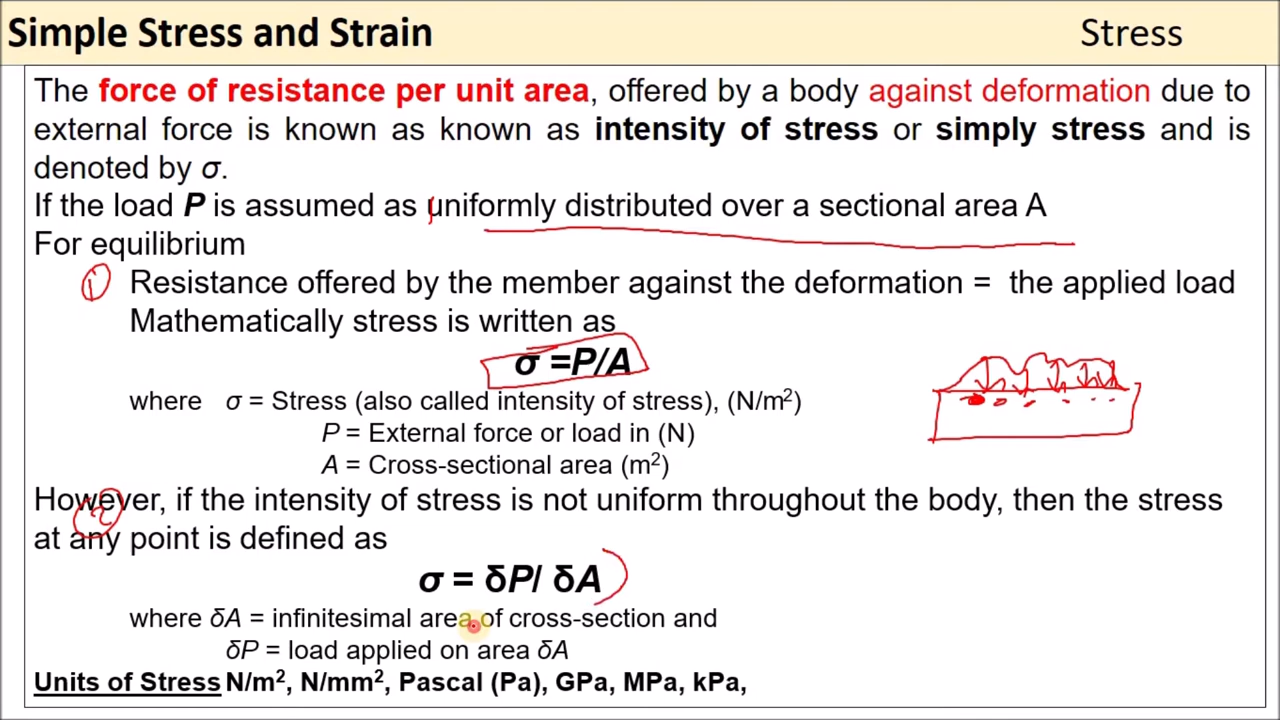 Simple Stress and Strain
Stress
The force of resistance per unit area, offered by a body against deformation due to
external force is known as known as intensity of stress or simply stress and is
denoted by σ.
If the load P is assumed as uniformly distributed over a sectional area A
For equilibrium
1 Resistance offered by the member against the deformation = the applied load
Mathematically stress is written as
σ =P/A
where σ = Stress (also called intensity of stress), (N/m²)
P = External force or load in (N)
A = Cross-sectional area (m²)
However, if the intensity of stress is not uniform throughout the body, then the stress
2
at any point is defined as
σ = δP/ δA
where δA = infinitesimal area of cross-section and
δP = load applied on area δA
Units of Stress N/m², N/mm², Pascal (Pa), GPa, MPa, kPa,